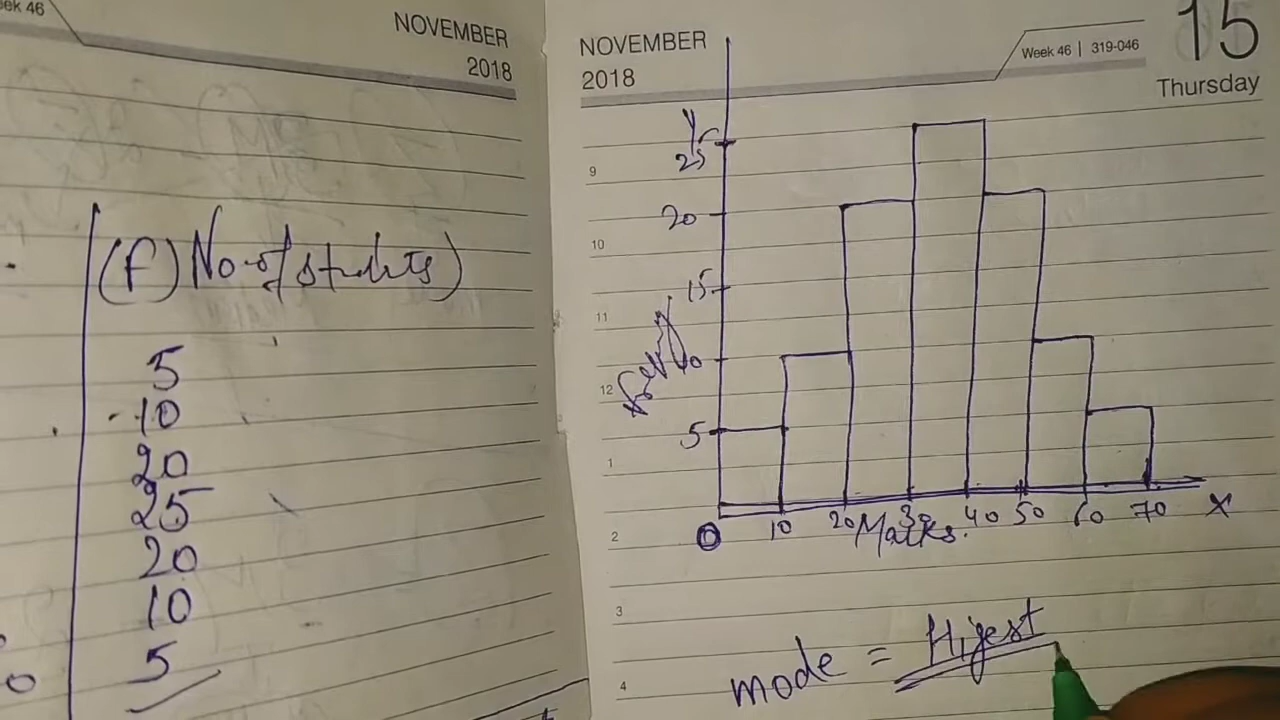 ek 46
NOVEMBER
2018
(f) No of students)
5
10
20
25
20
10
5
0
NOVEMBER
2018
Week 46 | 319-046
15
Thursday
Y
25
20
15
10
5
9
10
11
12
1
2
3
4
0 10 20 30 40 50 60 70 X
Marks.
mode = Higest